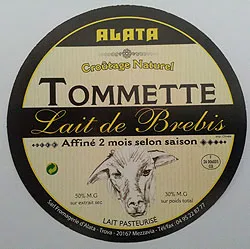 ALATA
Croûtage Naturel
TOMMETTE
Lait de Brebis
Affiné 2 mois selon saison
50% M.G
sur extrait sec
30% M.G
sur poids total
LAIT PASTEURISÉ
Sarl Fromagerie d'Alata - Trova - 20167 Mezzavia - Tél/fax : 04 95 22 87 77